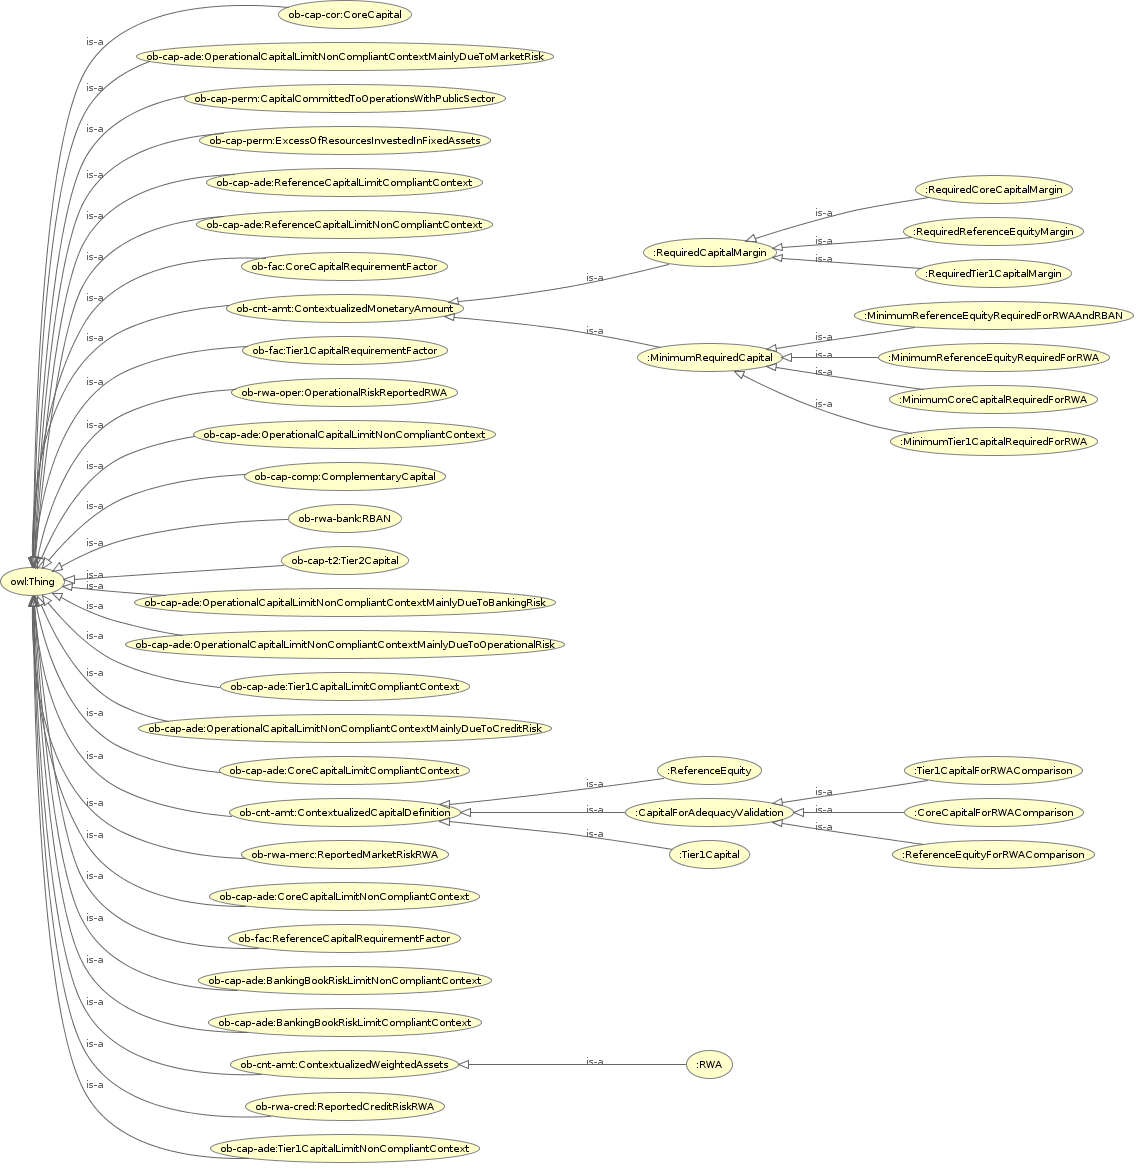 ob-cap-cor:CoreCapital
is-a
ob-cap-ade:OperationalCapitalLimitNonCompliantContextMainlyDueToMarketRisk
is-a
ob-cap-perm:CapitalCommittedToOperationsWithPublicSector
is-a
ob-cap-perm:ExcessOfResourcesInvestedInFixedAssets
is-a
ob-cap-ade:ReferenceCapitalLimitCompliantContext
is-a
ob-cap-ade:ReferenceCapitalLimitNonCompliantContext
is-a
ob-fac:CoreCapitalRequirementFactor
is-a
ob-cnt-amt:ContextualizedMonetaryAmount
is-a
ob-fac:Tier1CapitalRequirementFactor
is-a
ob-rwa-oper:OperationalRiskReportedRWA
is-a
ob-cap-ade:OperationalCapitalLimitNonCompliantContext
is-a
ob-cap-comp:ComplementaryCapital
is-a
ob-rwa-bank:RBAN
is-a
ob-cap-t2:Tier2Capital
is-a
owl:Thing
is-a
ob-cap-ade:OperationalCapitalLimitNonCompliantContextMainlyDueToBankingRisk
is-a
ob-cap-ade:OperationalCapitalLimitNonCompliantContextMainlyDueToOperationalRisk
is-a
ob-cap-ade:Tier1CapitalLimitCompliantContext
is-a
ob-cap-ade:OperationalCapitalLimitNonCompliantContextMainlyDueToCreditRisk
is-a
ob-cap-ade:CoreCapitalLimitCompliantContext
is-a
ob-cnt-amt:ContextualizedCapitalDefinition
is-a
ob-rwa-merc:ReportedMarketRiskRWA
is-a
ob-cap-ade:CoreCapitalLimitNonCompliantContext
is-a
ob-fac:ReferenceCapitalRequirementFactor
is-a
ob-cap-ade:BankingBookRiskLimitNonCompliantContext
is-a
ob-cap-ade:BankingBookRiskLimitCompliantContext
is-a
ob-cnt-amt:ContextualizedWeightedAssets
is-a
ob-rwa-cred:ReportedCreditRiskRWA
is-a
ob-cap-ade:Tier1CapitalLimitNonCompliantContext
is-a
:RequiredCapitalMargin
is-a
:MinimumRequiredCapital
is-a
:RequiredCoreCapitalMargin
is-a
:RequiredReferenceEquityMargin
is-a
:RequiredTier1CapitalMargin
is-a
:MinimumReferenceEquityRequiredForRWAAndRBAN
is-a
:MinimumReferenceEquityRequiredForRWA
is-a
:MinimumCoreCapitalRequiredForRWA
is-a
:MinimumTier1CapitalRequiredForRWA
is-a
:ReferenceEquity
is-a
:CapitalForAdequacyValidation
is-a
:Tier1Capital
is-a
:Tier1CapitalForRWAComparison
is-a
:CoreCapitalForRWAComparison
is-a
:ReferenceEquityForRWAComparison
is-a
:RWA
is-a